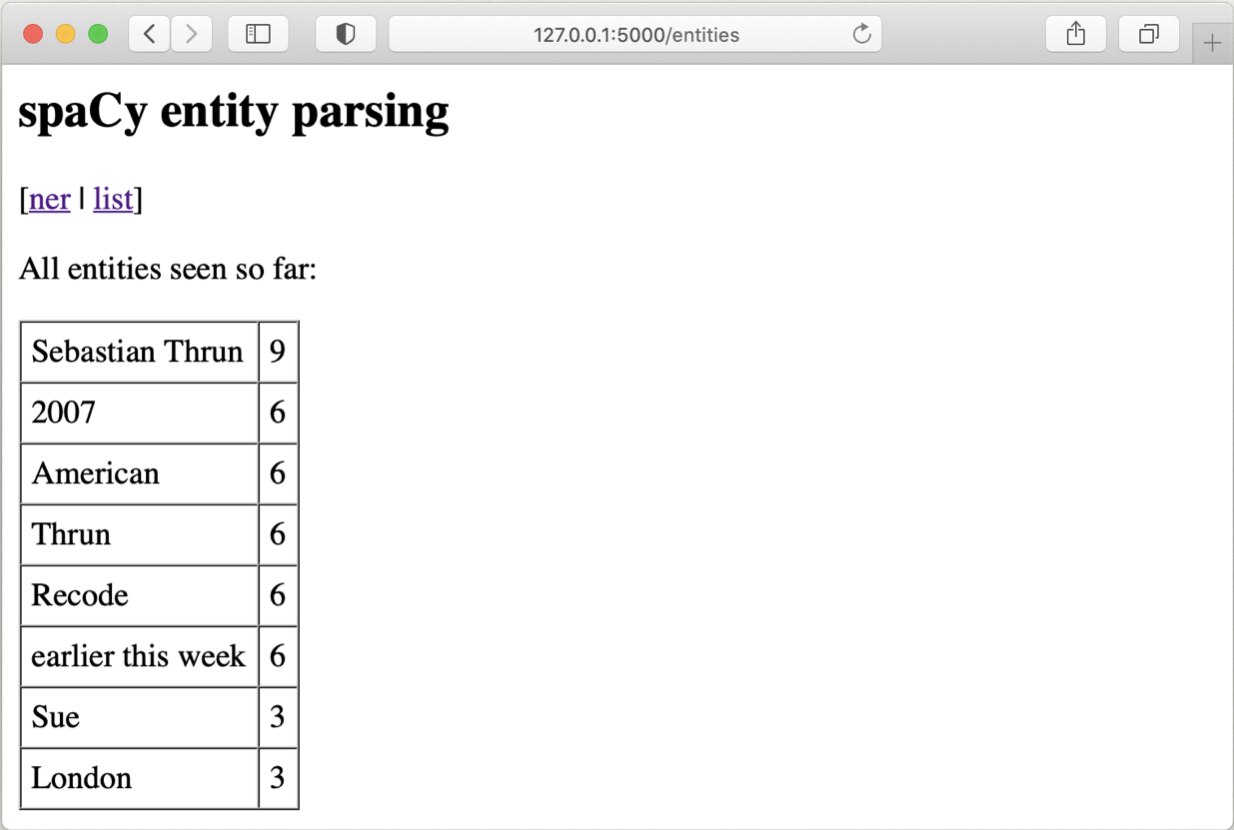 127.0.0.1:5000/entities
spaCy entity parsing
[ner | list]
All entities seen so far:
Sebastian Thrun 9
2007 6
American 6
Thrun 6
Recode 6
earlier this week 6
Sue 3
London 3